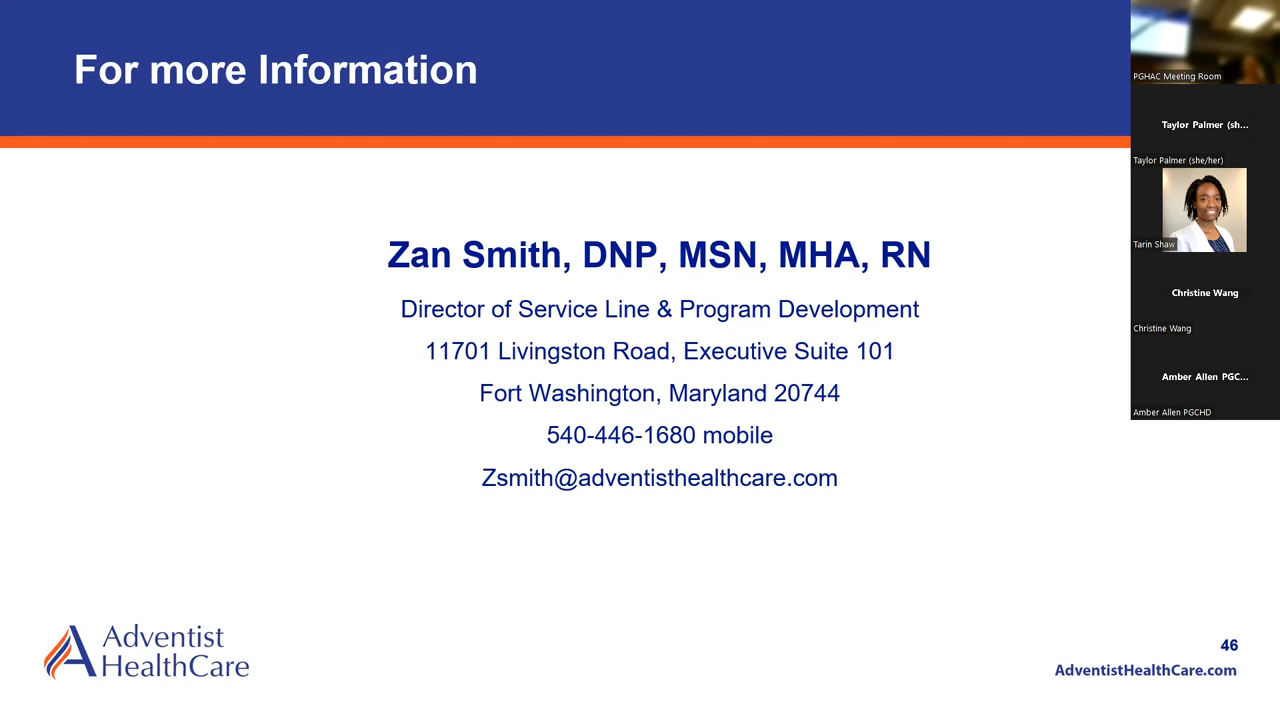 For more Information
Zan Smith, DNP, MSN, MHA, RN
Director of Service Line & Program Development
11701 Livingston Road, Executive Suite 101
Fort Washington, Maryland 20744
540-446-1680 mobile
Zsmith@adventisthealthcare.com
Adventist
HealthCare
46
AdventistHealthCare.com
PGHAC Meeting Room
Taylor Palmer (sh...
Taylor Palmer (she/her)
Tarin Shaw
Christine Wang
Christine Wang
Amber Allen PGC...
Amber Allen PGCHD